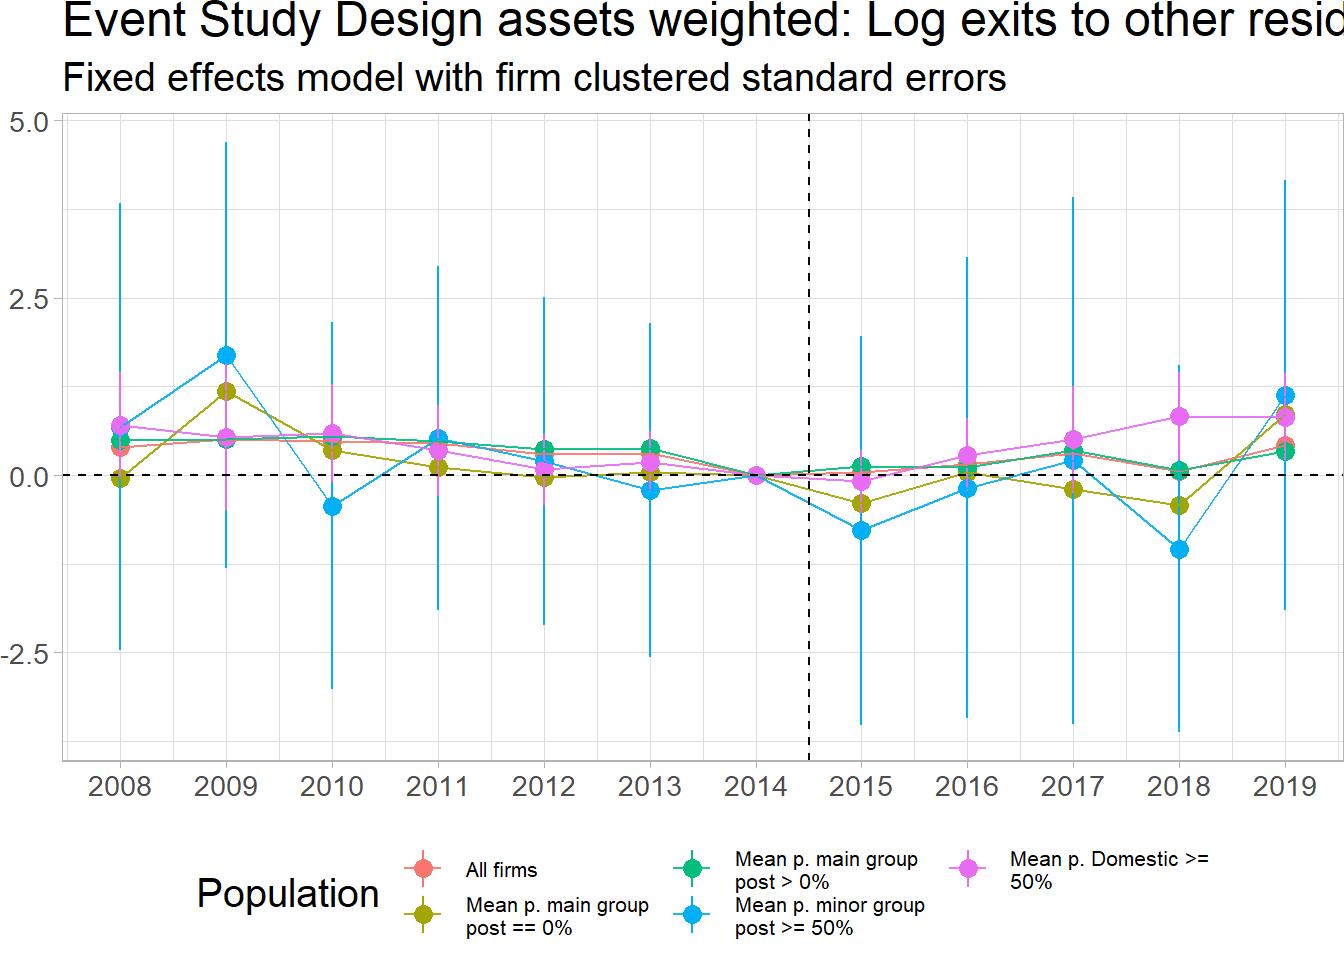 Event Study Design assets weighted: Log exits to other resid
Fixed effects model with firm clustered standard errors
5.0
2.5
0.0
-2.5
2008 2009 2010 2011 2012 2013 2014 2015 2016 2017 2018 2019
Population
All firms
Mean p. main group
post == 0%
Mean p. main group
post > 0%
Mean p. minor group
post >= 50%
Mean p. Domestic >=
50%